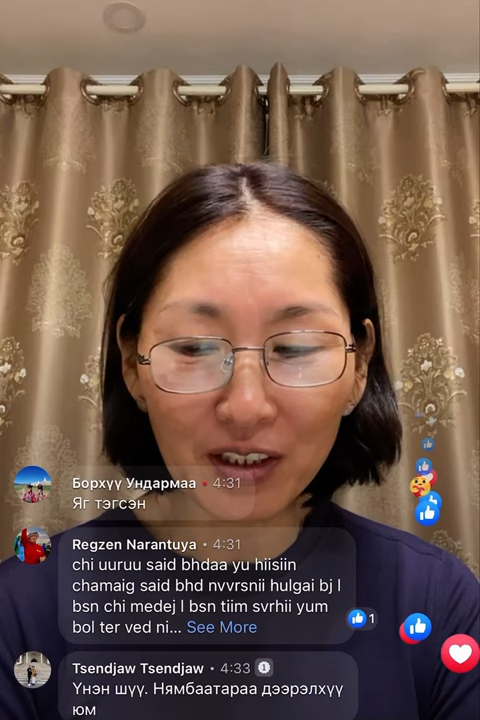 Борхүү Ундармаа • 4:31
Яг тэгсэн
Regzen Narantuya • 4:31
chi uuruu said bhdaa yu hiisiin
chamaig said bhd nvvrsnii hulgai bj l
bsn chi medej l bsn tiim svrhii yum
bol ter ved ni... See More
1
Tsendjaw Tsendjaw • 4:33
Үнэн шүү. Нямбаатараа дээрэлхүү
юм